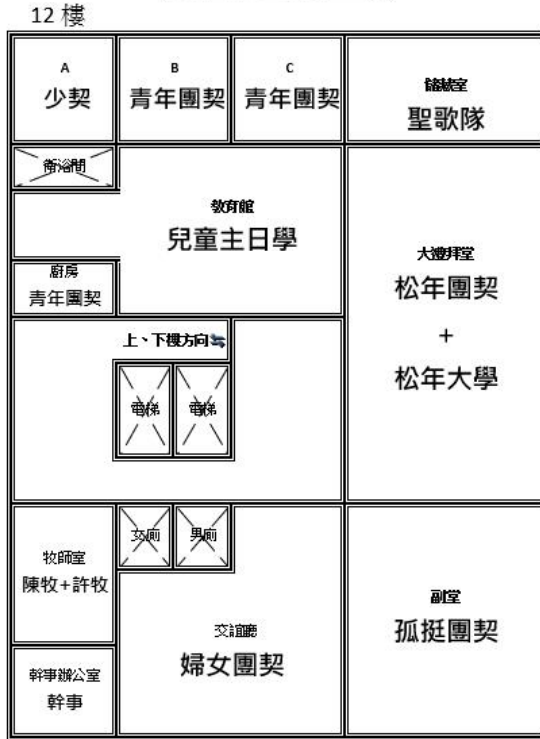 12 樓
A
少契
B
青年團契
C
青年團契
儲藏室
聖歌隊
衛浴間
教育館
兒童主日學
大禮拜堂
松年團契
+
松年大學
廚房
青年團契
上、下樓方向
電梯
電梯
女廁
男廁
牧師室
陳牧+許牧
交誼廳
婦女團契
副堂
孤挺團契
幹事辦公室
幹事